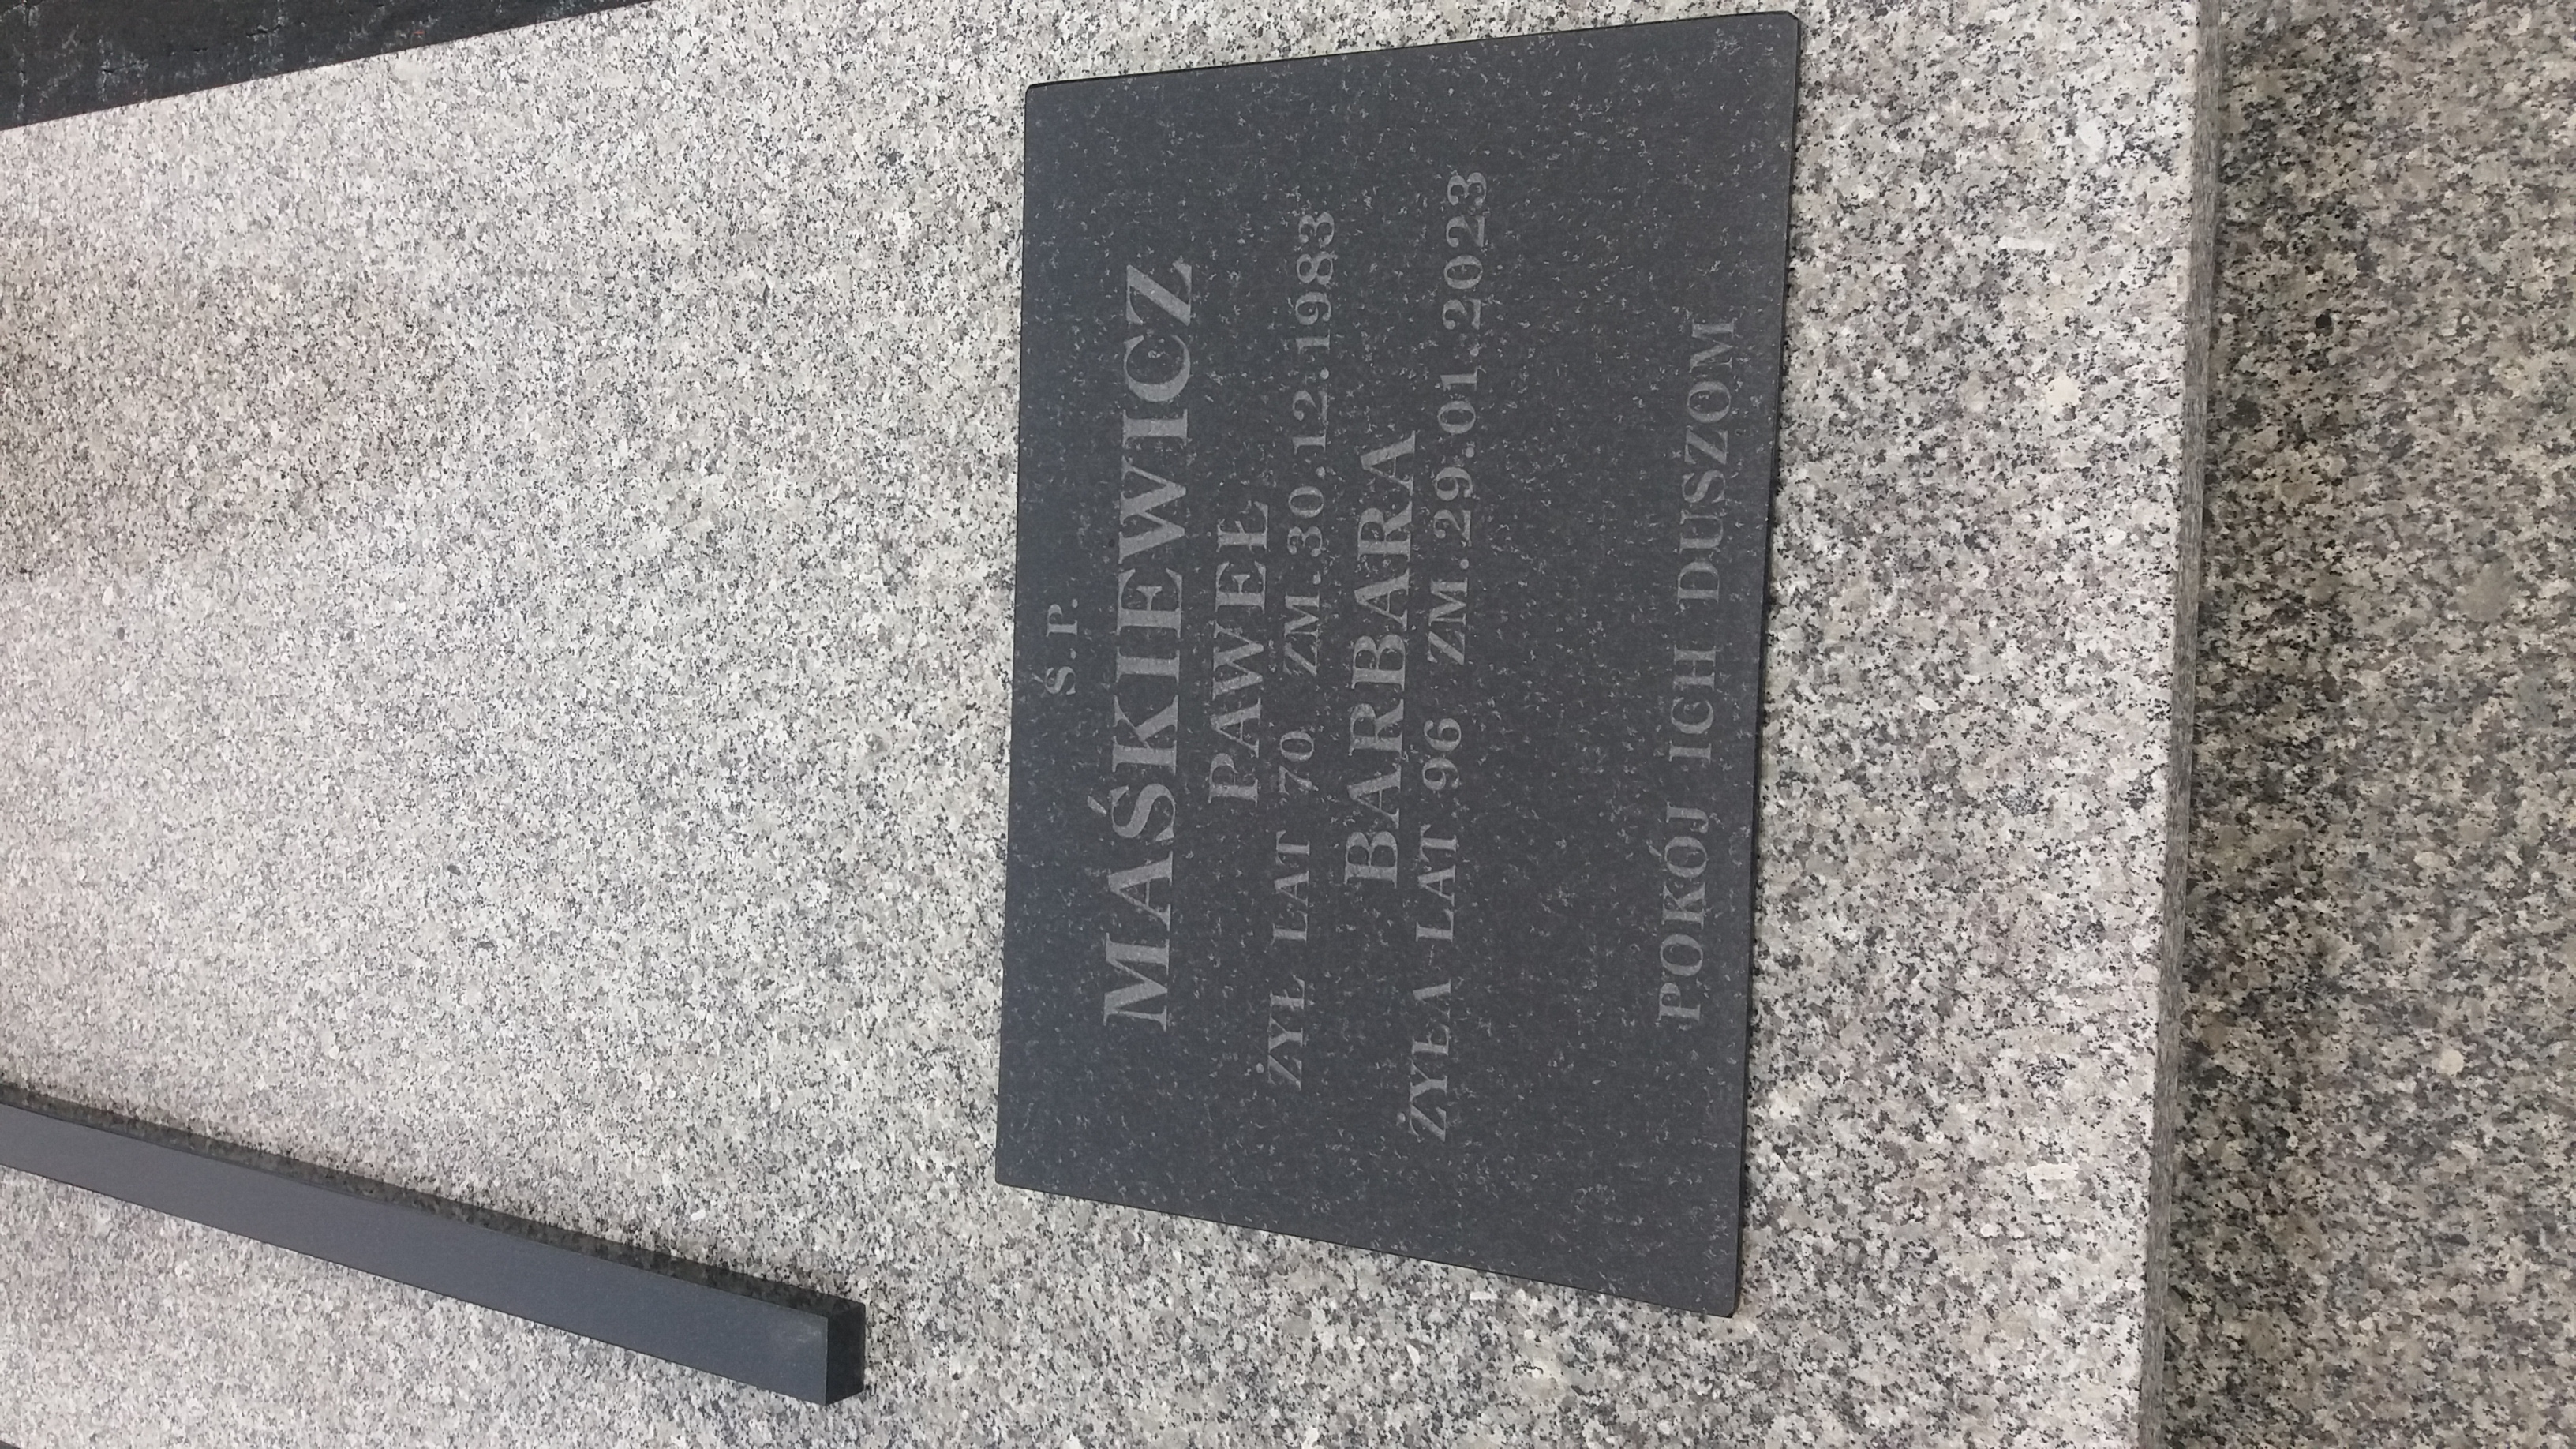 Ś.P.
MAŚKIEWICZ
PAWEŁ
ŻYŁ LAT 70 ZM.30.12.1983
BARBARA
ŻYŁA LAT 96 ZM.29.01.2023
POKÓJ ICH DUSZOM